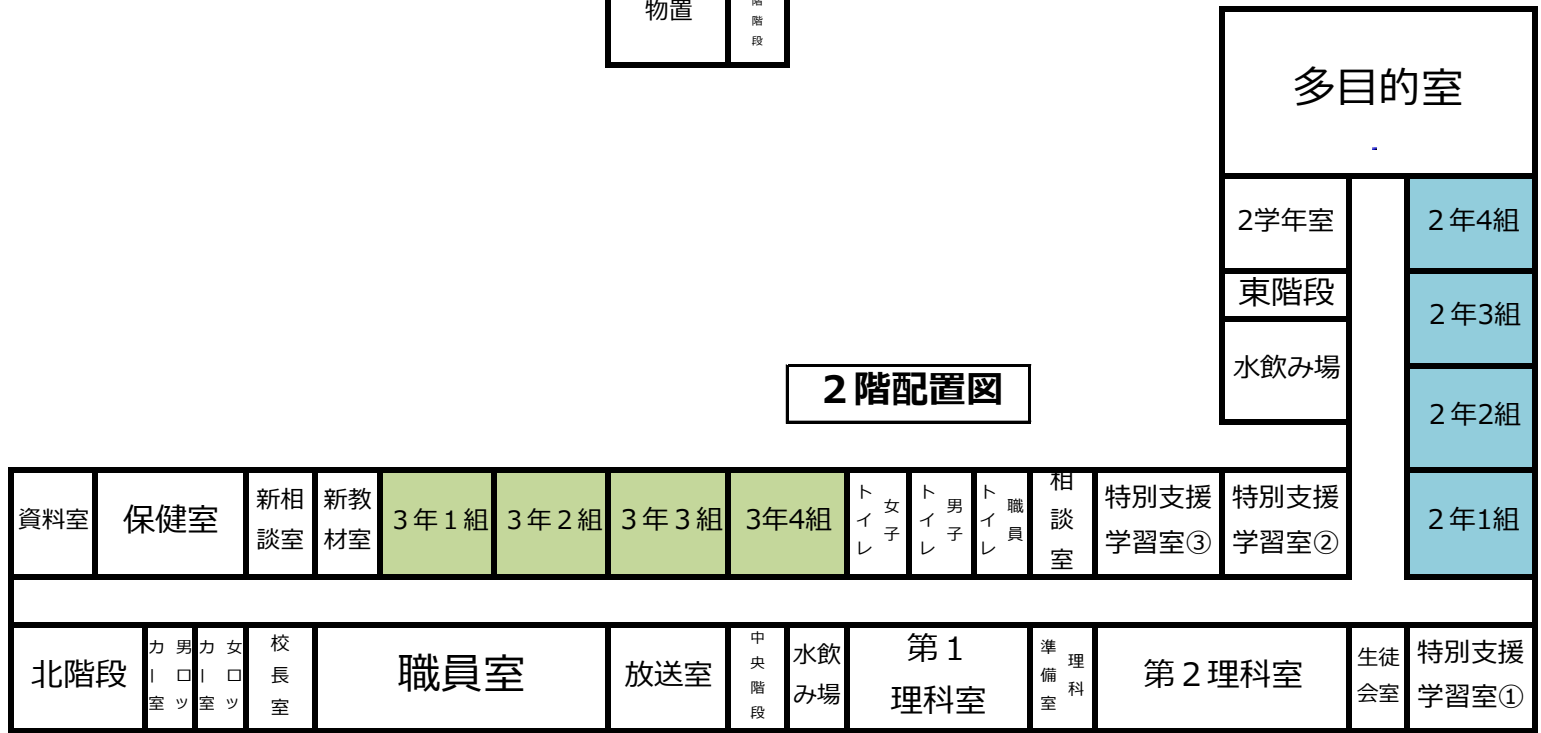 物置
階
階
段
多目的室
2学年室
２年4組
東階段
２年3組
水飲み場
２階配置図
２年2組
資料室
保健室
新相
談室
新教
材室
３年１組
３年２組
３年３組
3年4組
女子
トイレ
男子
トイレ
職員
トイレ
相
談
室
特別支援
学習室③
特別支援
学習室②
２年1組
北階段
男ロッ
カー室
女ロッ
カー室
校
長
室
職員室
放送室
中
央
階
段
水飲
み場
第１
理科室
理科
準備室
第２理科室
生徒
会室
特別支援
学習室①